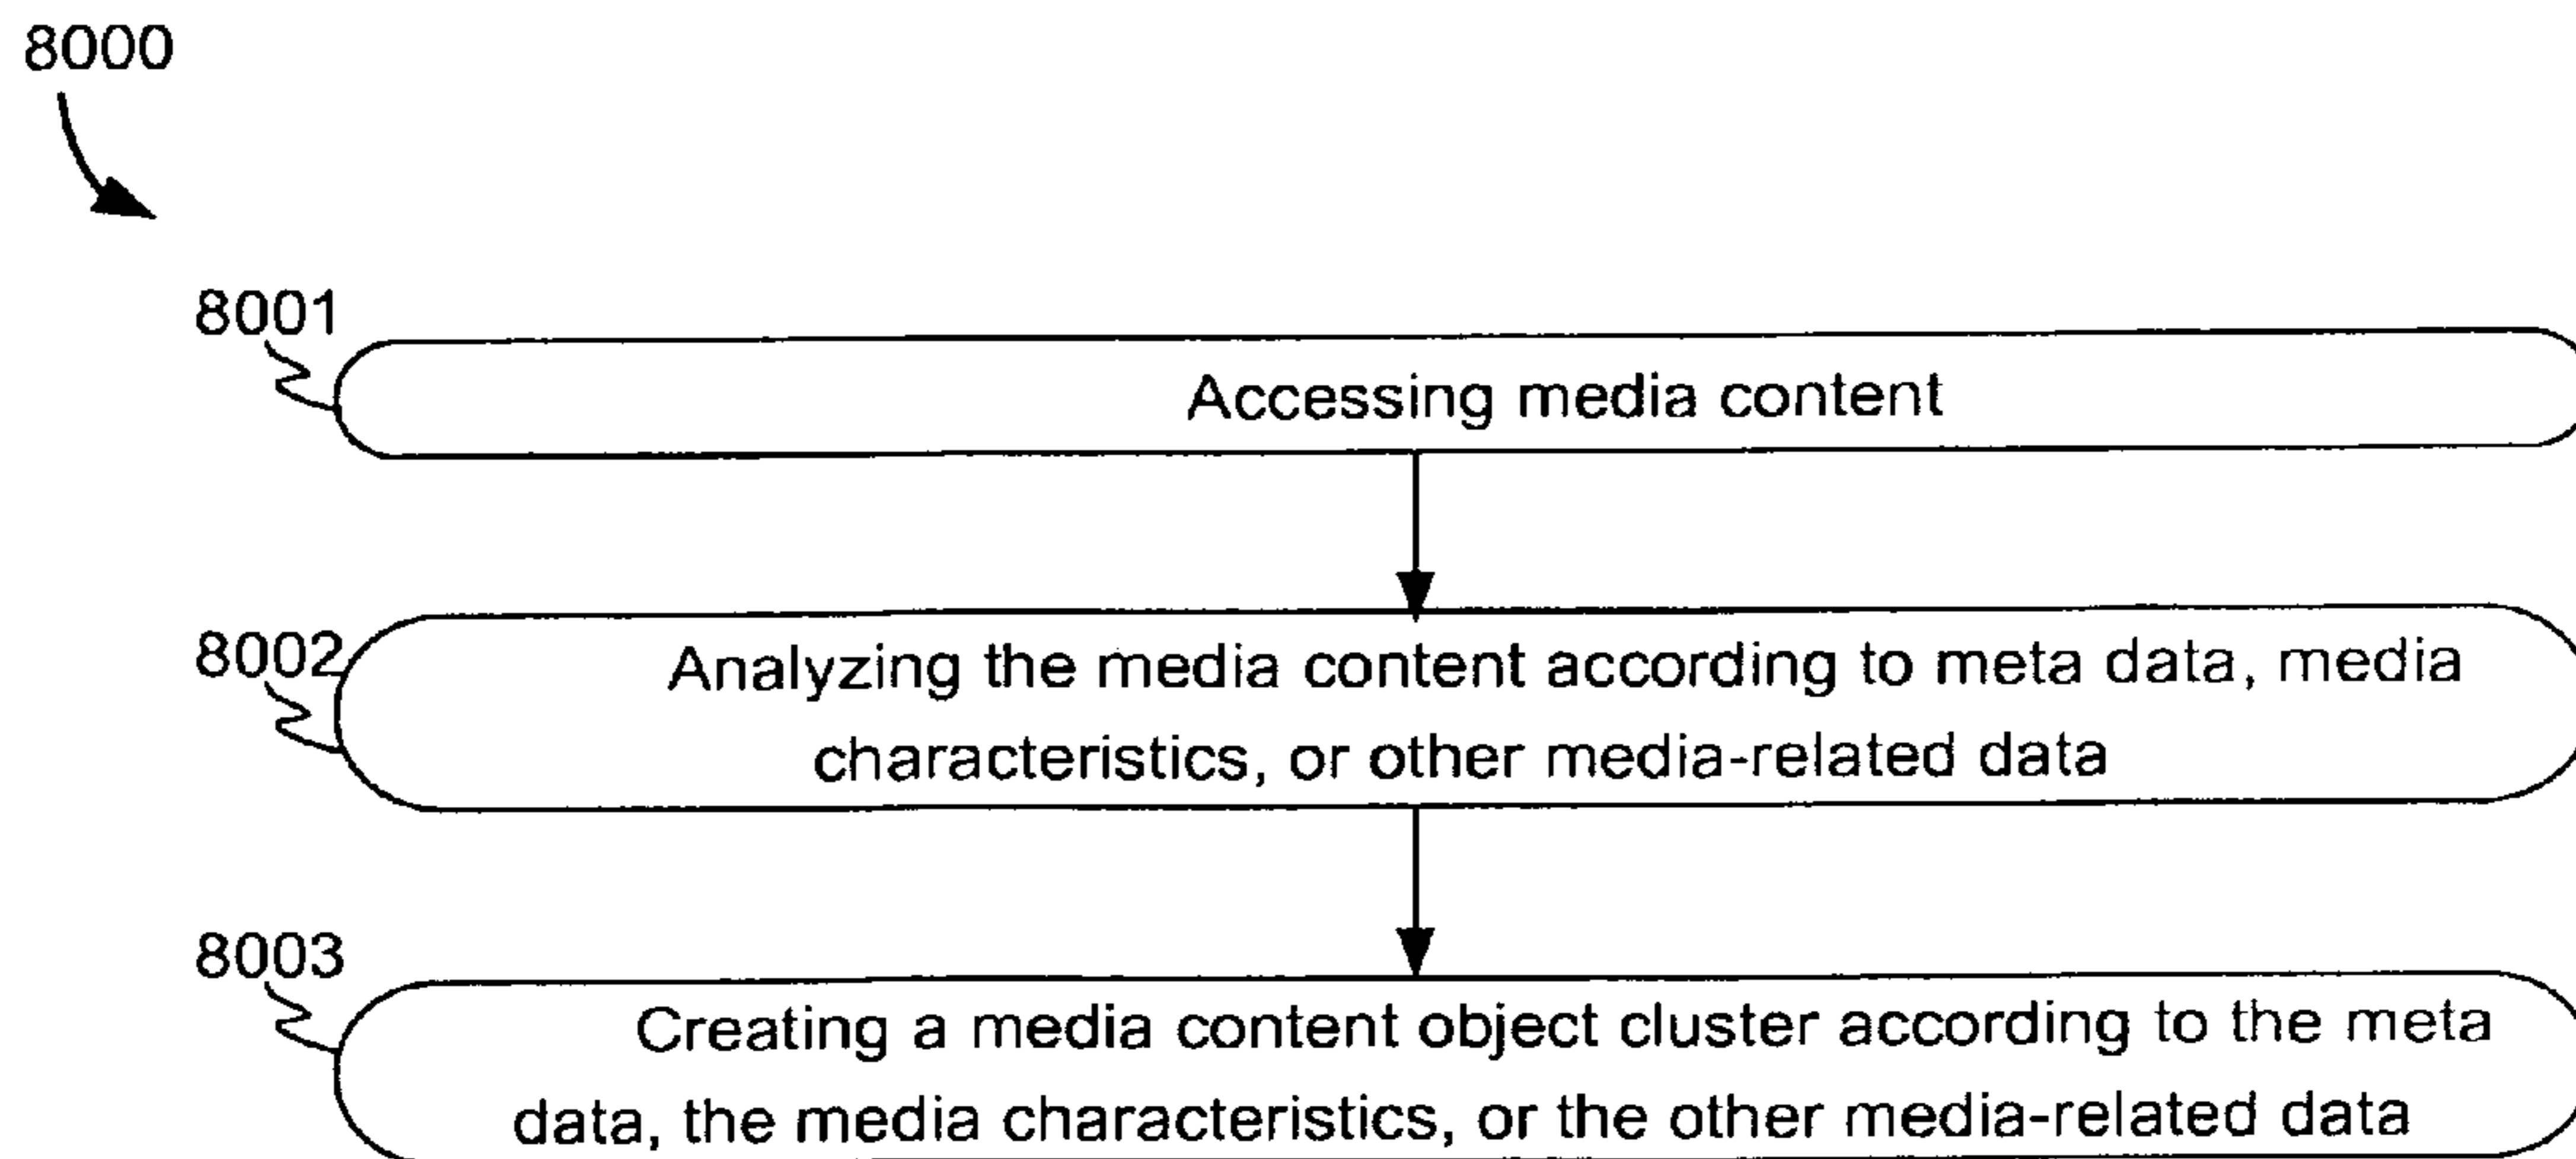 8000
8001
Accessing media content
8002
Analyzing the media content according to meta data, media
characteristics, or other media-related data
8003
Creating a media content object cluster according to the meta
data, the media characteristics, or the other media-related data